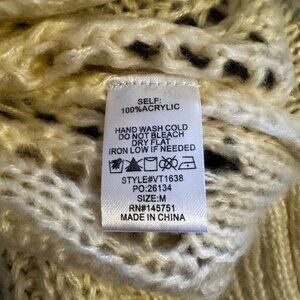 SELF:
100%ACRYLIC
HAND WASH COLD
DO NOT BLEACH
DRY FLAT
IRON LOW IF NEEDED
STYLE#VT1638
PO:26134
SIZE:M
RN#145751
MADE IN CHINA